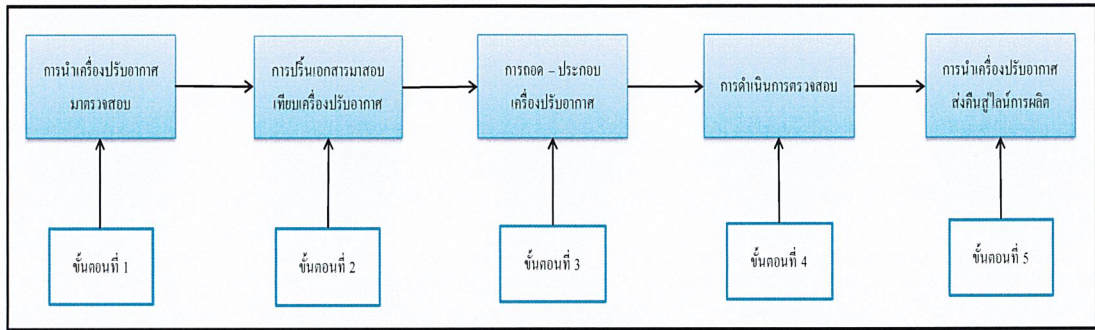 การนำเครื่องปรับอากาศ
มาตรวจสอบ
การปริ้นเอกสารมาสอบ
เทียบเครื่องปรับอากาศ
การถอด – ประกอบ
เครื่องปรับอากาศ
การดำเนินการตรวจสอบ
การนำเครื่องปรับอากาศ
ส่งคืนสู่ไลน์การผลิต
ขั้นตอนที่ 1
ขั้นตอนที่ 2
ขั้นตอนที่ 3
ขั้นตอนที่ 4
ขั้นตอนที่ 5